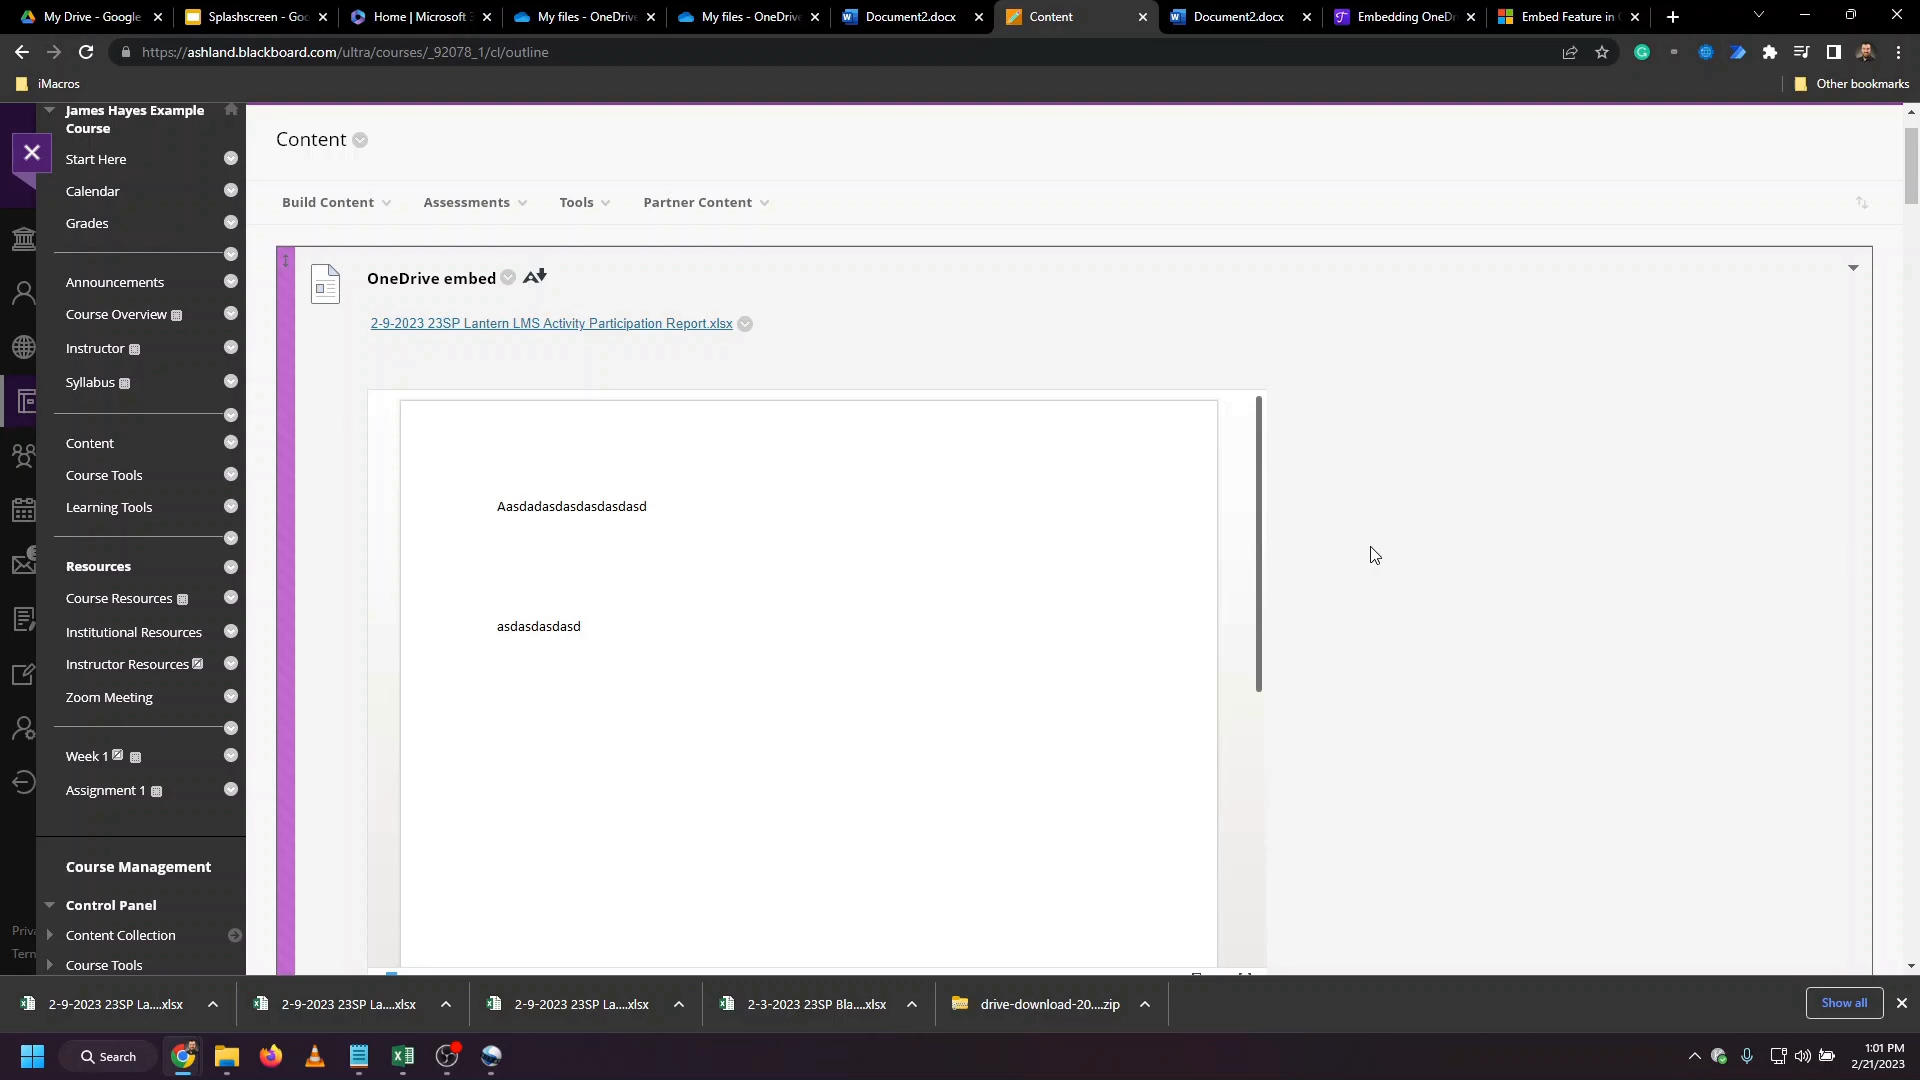 My Drive - Google
Splashscreen - Goo
Home | Microsoft 3
My files - OneDrive
My files - OneDrive
Document2.docx
Content
Document2.docx
Embedding OneDr
Embed Feature in O
https://ashland.blackboard.com/ultra/courses/_92078_1/cl/outline
iMacros
Other bookmarks
James Hayes Example
Course
Start Here
Calendar
Grades
Announcements
Course Overview
Instructor
Syllabus
Content
Course Tools
Learning Tools
Resources
Course Resources
Institutional Resources
Instructor Resources
Zoom Meeting
Week 1
Assignment 1
Course Management
Control Panel
Content Collection
Course Tools
Priva
Term
Content
Build Content
Assessments
Tools
Partner Content
OneDrive embed
2-9-2023 23SP Lantern LMS Activity Participation Report.xlsx
Aasdadasdasdasdasdasd
asdasdasdasd
2-9-2023 23SP La....xlsx
2-9-2023 23SP La....xlsx
2-9-2023 23SP La....xlsx
2-3-2023 23SP Bla....xlsx
drive-download-20....zip
Show all
Search
1:01 PM
2/21/2023